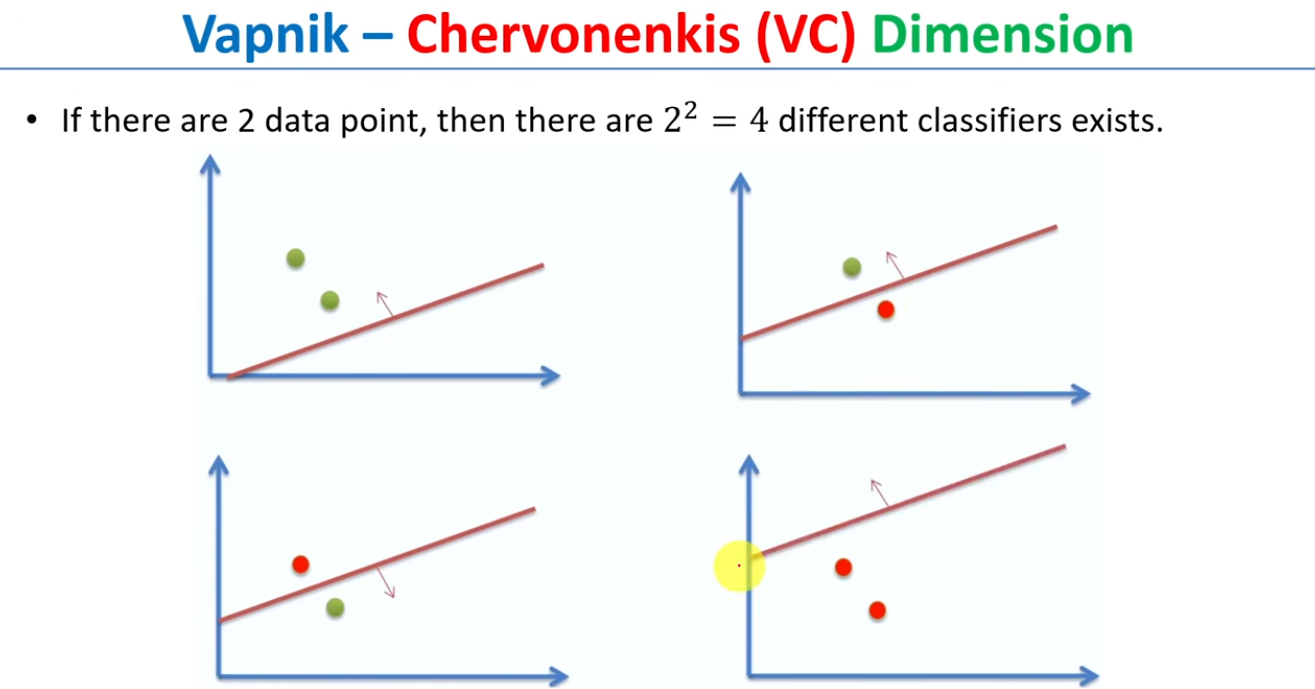 Vapnik – Chervonenkis (VC) Dimension
• If there are 2 data point, then there are 2² = 4 different classifiers exists.